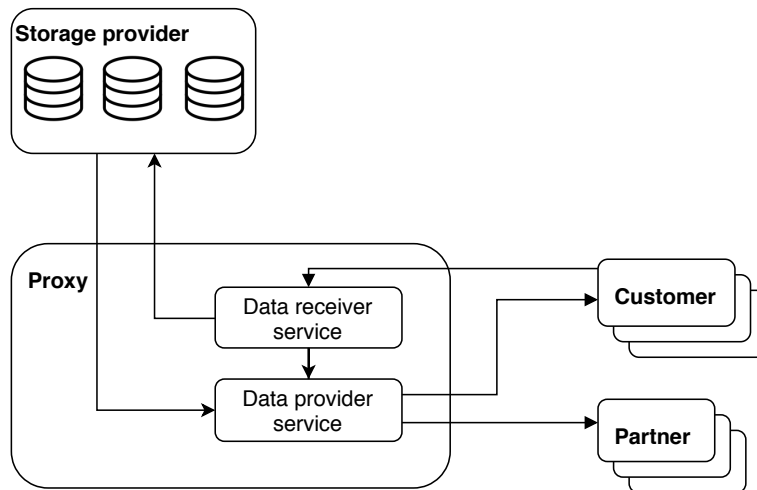 Storage provider
Proxy
Data receiver
service
Data provider
service
Customer
Partner